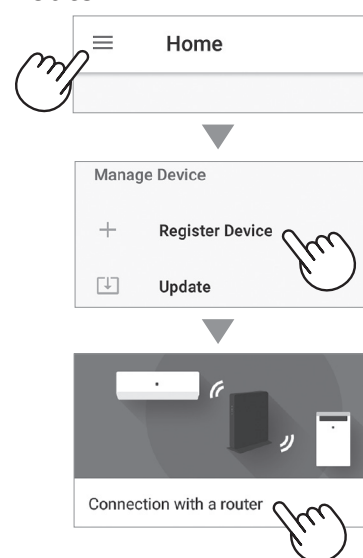 Home
Manage Device
Register Device
Update
Connection with a router